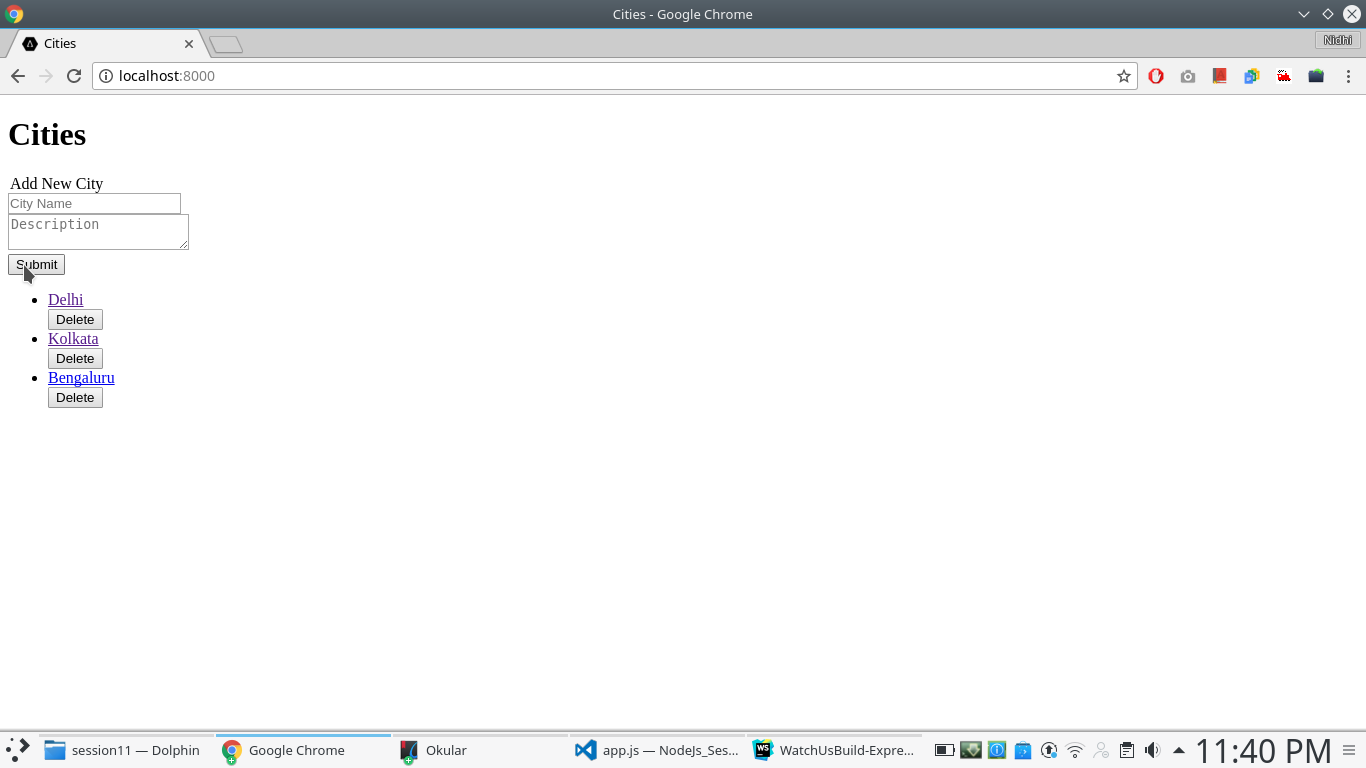 Cities - Google Chrome
Cities
Nidhi
localhost:8000
Cities
Add New City
City Name
Description
Submit
Delhi
Delete
Kolkata
Delete
Bengaluru
Delete
session11 — Dolphin
Google Chrome
Okular
app.js — NodeJs_Ses...
WS
WatchUsBuild-Expre...
11:40 PM